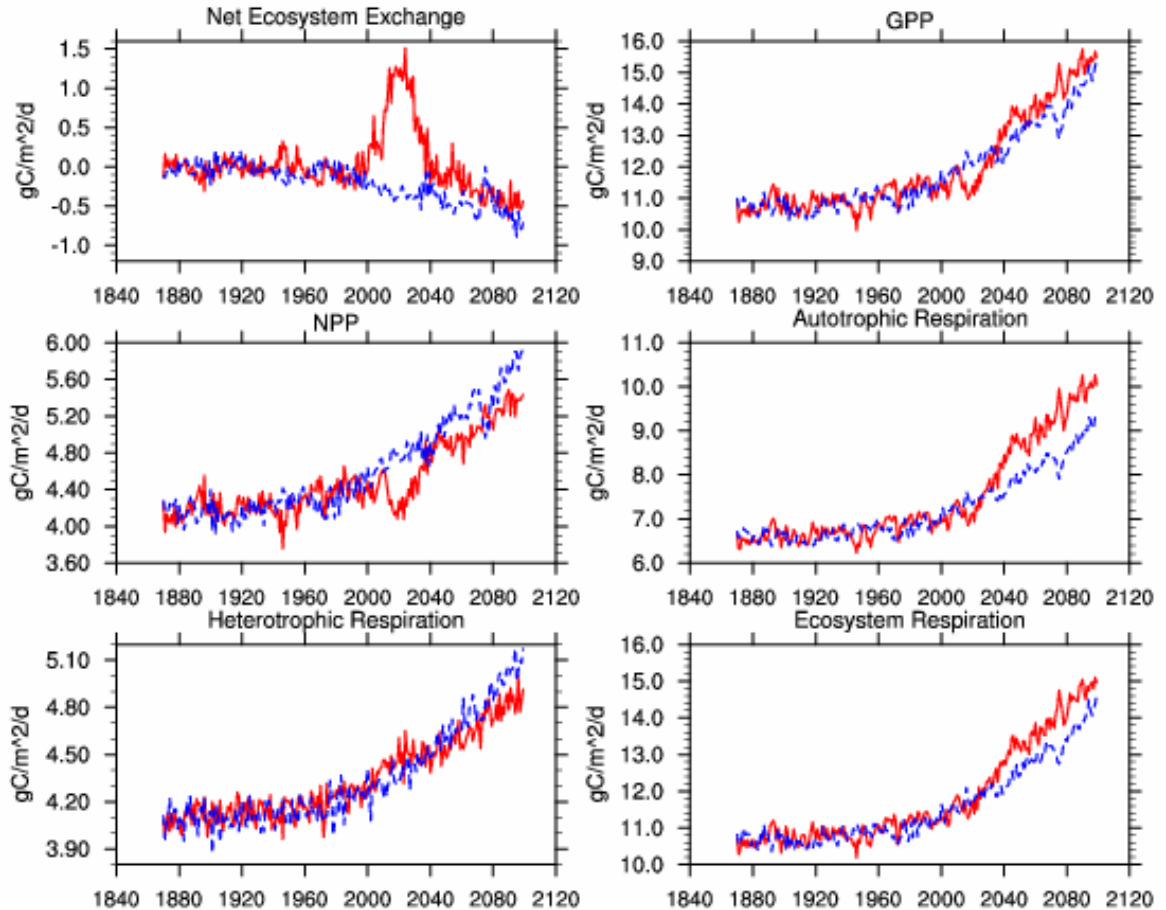 Net Ecosystem Exchange
1.5
1.0
0.5
0.0
-0.5
-1.0
gC/m^2/d
1840 1880 1920 1960 2000 2040 2080 2120
GPP
16.0
15.0
14.0
13.0
12.0
11.0
10.0
9.0
gC/m^2/d
1840 1880 1920 1960 2000 2040 2080 2120
NPP
6.00
5.60
5.20
4.80
4.40
4.00
3.60
gC/m^2/d
1840 1880 1920 1960 2000 2040 2080 2120
Autotrophic Respiration
11.0
10.0
9.0
8.0
7.0
6.0
gC/m^2/d
1840 1880 1920 1960 2000 2040 2080 2120
Heterotrophic Respiration
5.10
4.80
4.50
4.20
3.90
gC/m^2/d
1840 1880 1920 1960 2000 2040 2080 2120
Ecosystem Respiration
16.0
15.0
14.0
13.0
12.0
11.0
10.0
gC/m^2/d
1840 1880 1920 1960 2000 2040 2080 2120